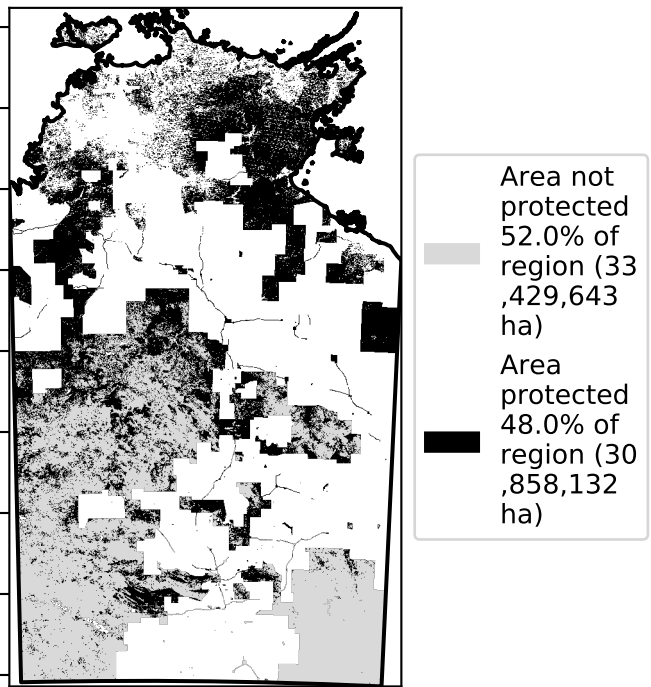 Area not
protected
52.0% of
region (33
,429,643
ha)
Area
protected
48.0% of
region (30
,858,132
ha)